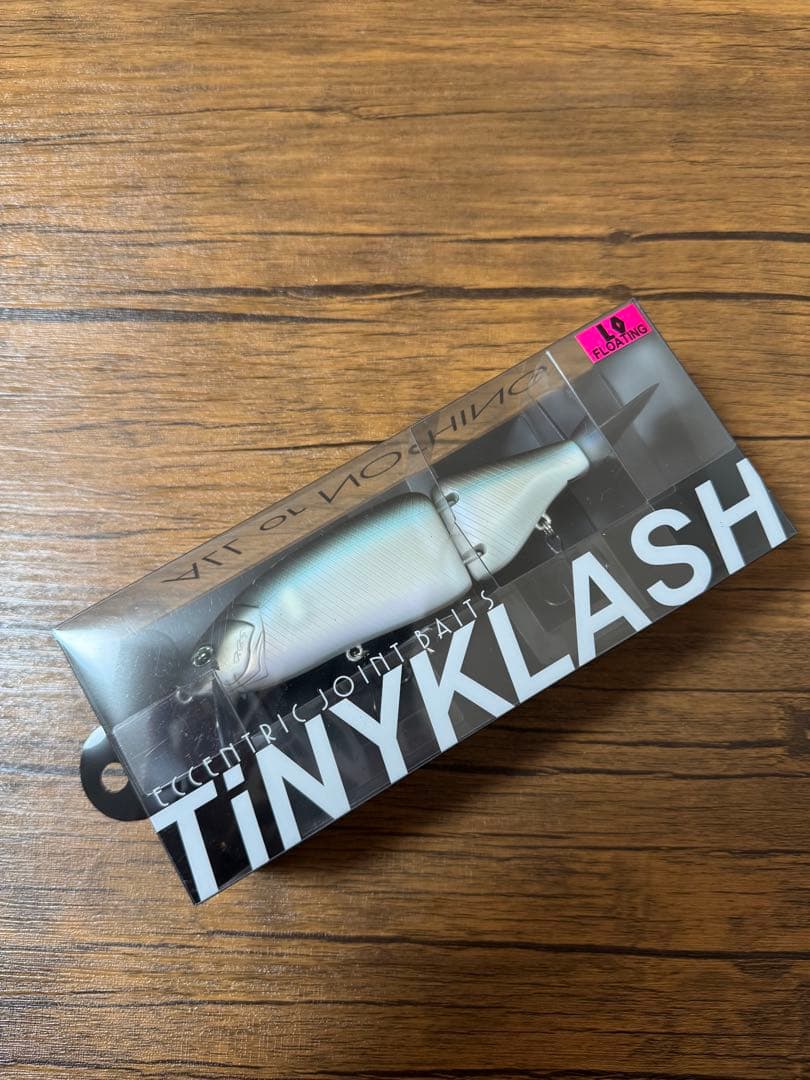 LO
FLOATING
ALL or NOTHING
ECCENTRIC JOINT BAITS
TiNYKLASH